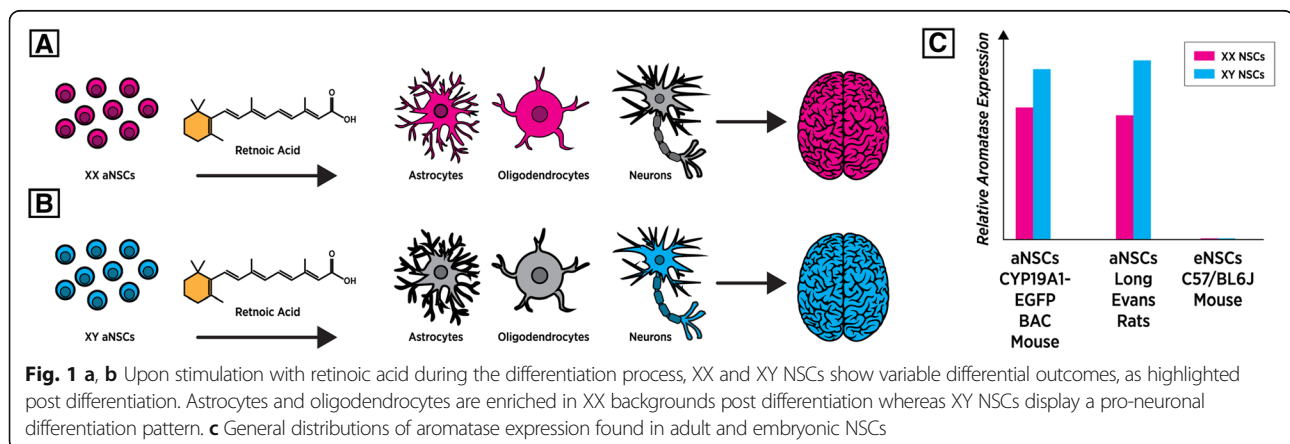 A
XX aNSCs
Retnoic Acid
O
OH
Astrocytes
Oligodendrocytes
Neurons
B
XY aNSCs
Retnoic Acid
O
OH
Astrocytes
Oligodendrocytes
Neurons
C
Relative Aromatase Expression
XX NSCs
XY NSCs
aNSCs
CYP19A1-
EGFP
BAC
Mouse
aNSCs
Long
Evans
Rats
eNSCs
C57/BL6J
Mouse
Fig. 1 a, b Upon stimulation with retinoic acid during the differentiation process, XX and XY NSCs show variable differential outcomes, as highlighted
post differentiation. Astrocytes and oligodendrocytes are enriched in XX backgrounds post differentiation whereas XY NSCs display a pro-neuronal
differentiation pattern. c General distributions of aromatase expression found in adult and embryonic NSCs